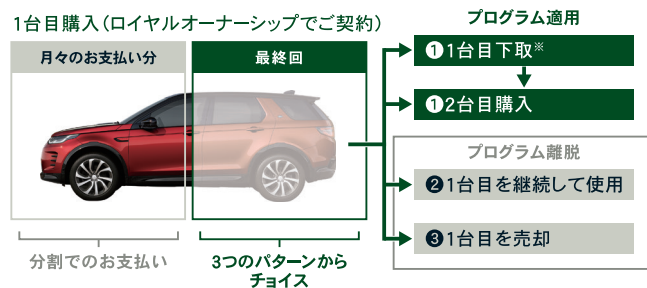 1台目購入（ロイヤルオーナーシップでご契約）
月々のお支払い分
最終回
分割でのお支払い
3つのパターンから
チョイス
プログラム適用
❶1台目下取※
❶2台目購入
プログラム離脱
❷1台目を継続して使用
❸1台目を売却